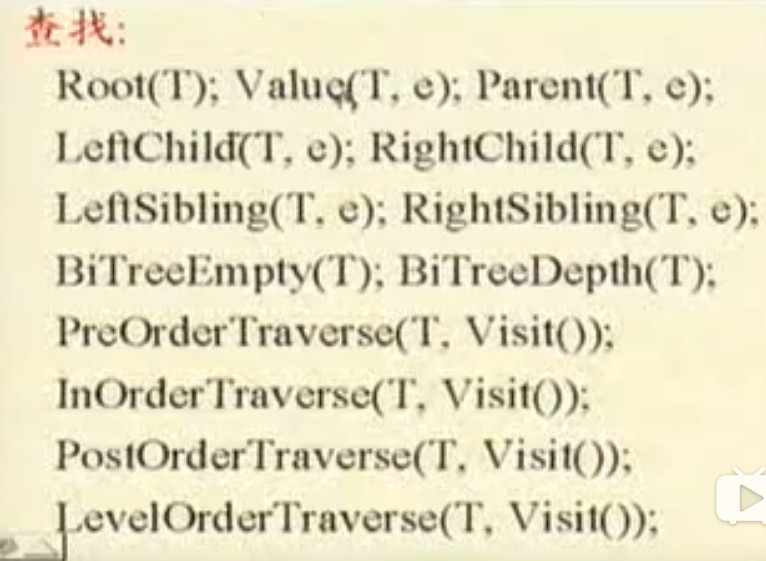 查找:
Root(T); Value(T, e); Parent(T, e);
LeftChild(T, e); RightChild(T, e);
LeftSibling(T, e); RightSibling(T, e);
BiTreeEmpty(T); BiTreeDepth(T);
PreOrderTraverse(T, Visit());
InOrderTraverse(T, Visit());
PostOrderTraverse(T, Visit());
LevelOrderTraverse(T, Visit());